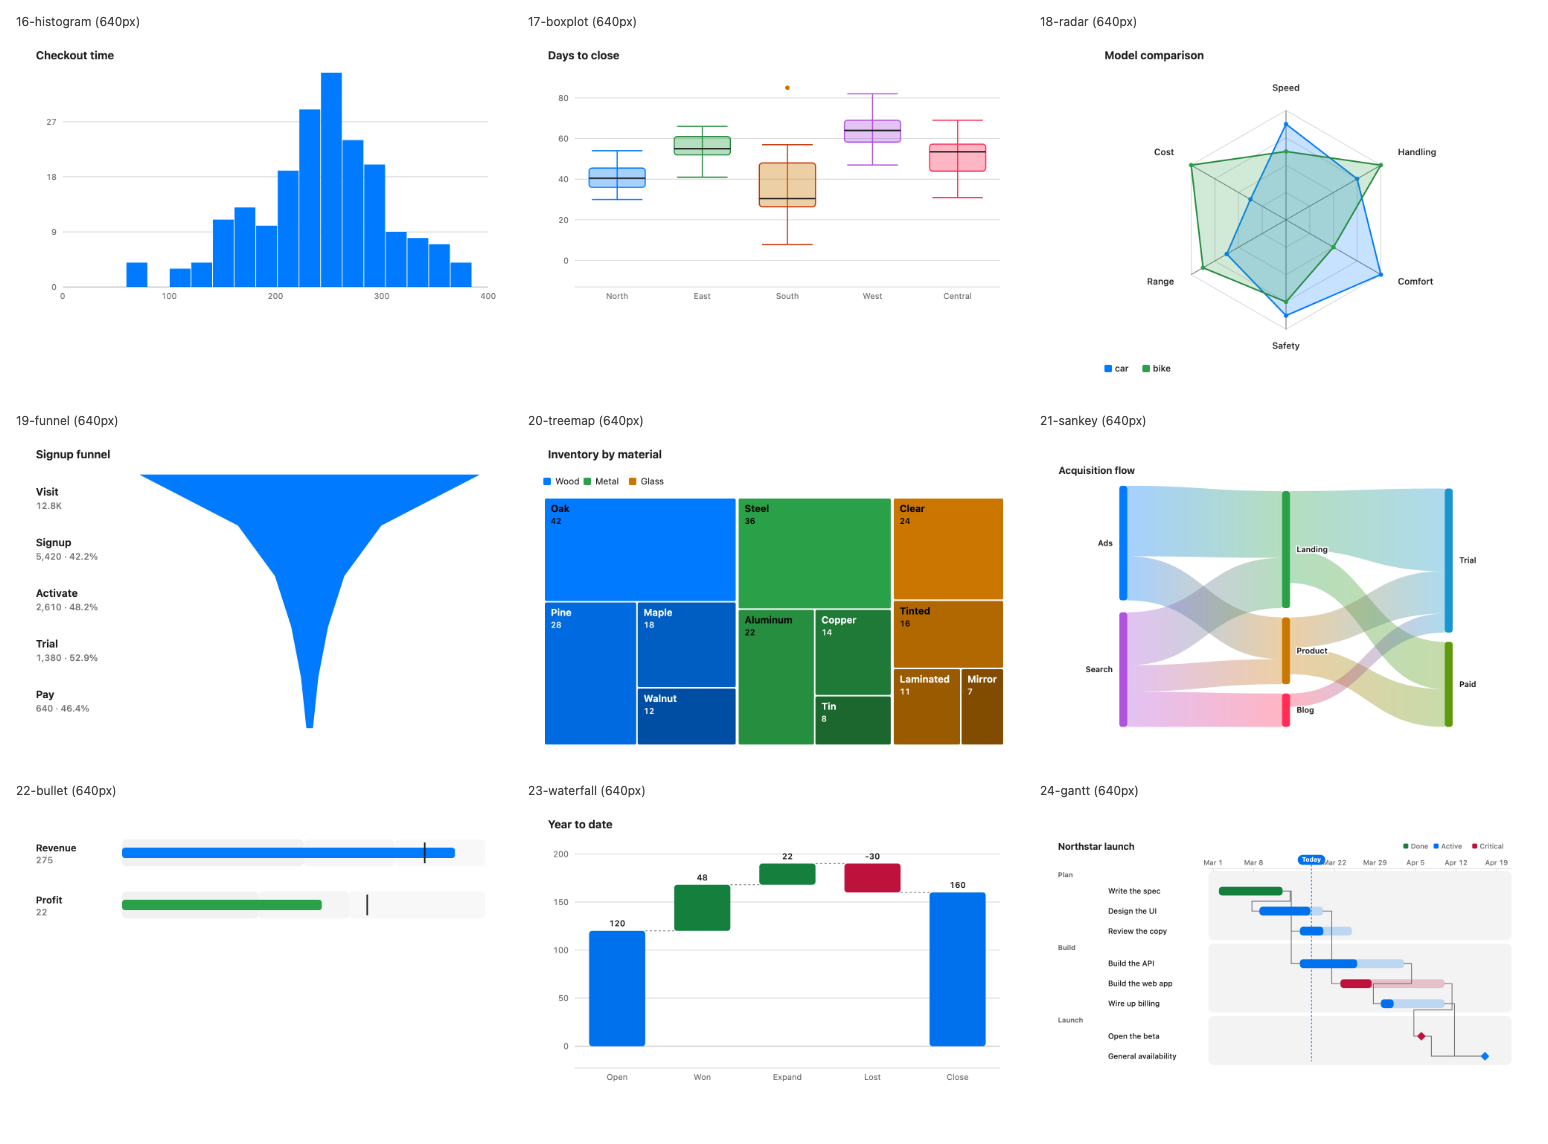 16-histogram (640px)
Checkout time
27
18
9
0
0 100 200 300 400
17-boxplot (640px)
Days to close
80
60
40
20
0
North East South West Central
18-radar (640px)
Model comparison
Speed
Cost Handling
Range Comfort
Safety
car bike
19-funnel (640px)
Signup funnel
Visit
12.8K
Signup
5,420 · 42.2%
Activate
2,610 · 48.2%
Trial
1,380 · 52.9%
Pay
640 · 46.4%
20-treemap (640px)
Inventory by material
Wood Metal Glass
Oak
42
Pine
28
Maple
18
Walnut
12
Steel
36
Aluminum
22
Copper
14
Tin
8
Clear
24
Tinted
16
Laminated
11
Mirror
7
21-sankey (640px)
Acquisition flow
Ads
Search
Landing
Product
Blog
Trial
Paid
22-bullet (640px)
Revenue
275
Profit
22
23-waterfall (640px)
Year to date
200
150
100
50
0
120
48
22
-30
160
Open Won Expand Lost Close
24-gantt (640px)
Northstar launch
Done Active Critical
Mar 1 Mar 8 Today Mar 22 Mar 29 Apr 5 Apr 12 Apr 19
Plan
Write the spec
Design the UI
Review the copy
Build
Build the API
Build the web app
Wire up billing
Launch
Open the beta
General availability